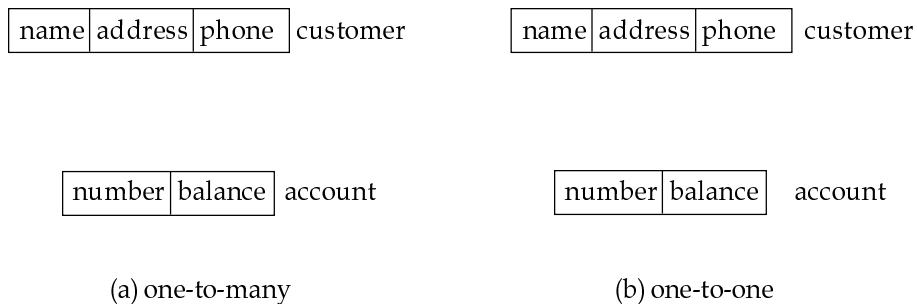 name address phone customer
name address phone customer
number balance account
number balance account
(a) one-to-many
(b) one-to-one